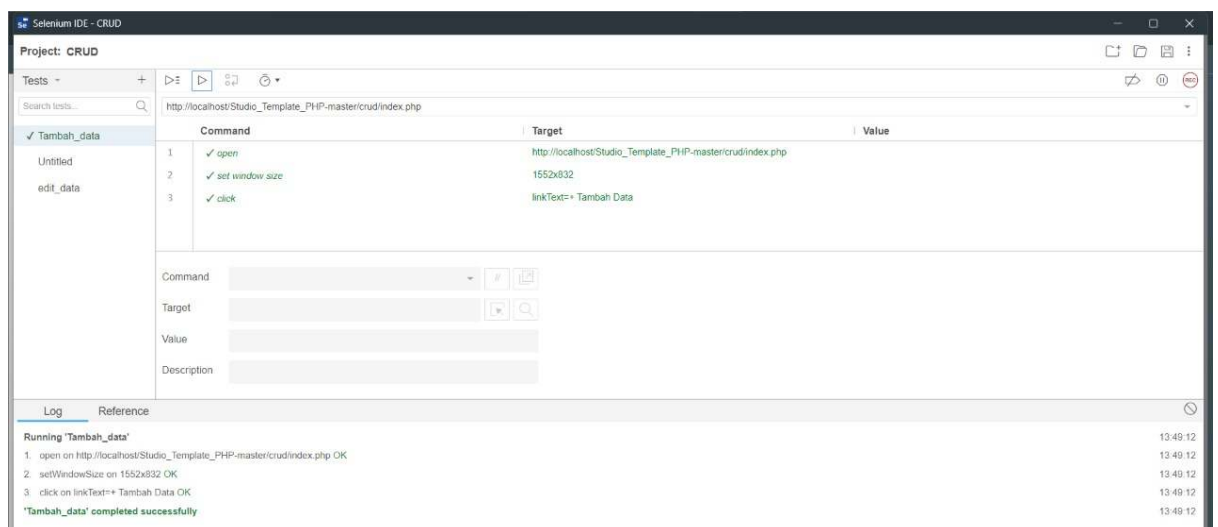 Selenium IDE - CRUD
Project: CRUD
Tests
Search tests...
http://localhost/Studio_Template_PHP-master/crud/index.php
✓ Tambah_data
Untitled
edit_data
Command Target Value
1 ✓ open http://localhost/Studio_Template_PHP-master/crud/index.php
2 ✓ set window size 1552x832
3 ✓ click linkText=+ Tambah Data
Command
//
Target
Value
Description
Log Reference
Running 'Tambah_data' 13:49:12
1. open on http://localhost/Studio_Template_PHP-master/crud/index.php OK 13:49:12
2. setWindowSize on 1552x832 OK 13:49:12
3. click on linkText=+ Tambah Data OK 13:49:12
'Tambah_data' completed successfully 13:49:12
Se
REC